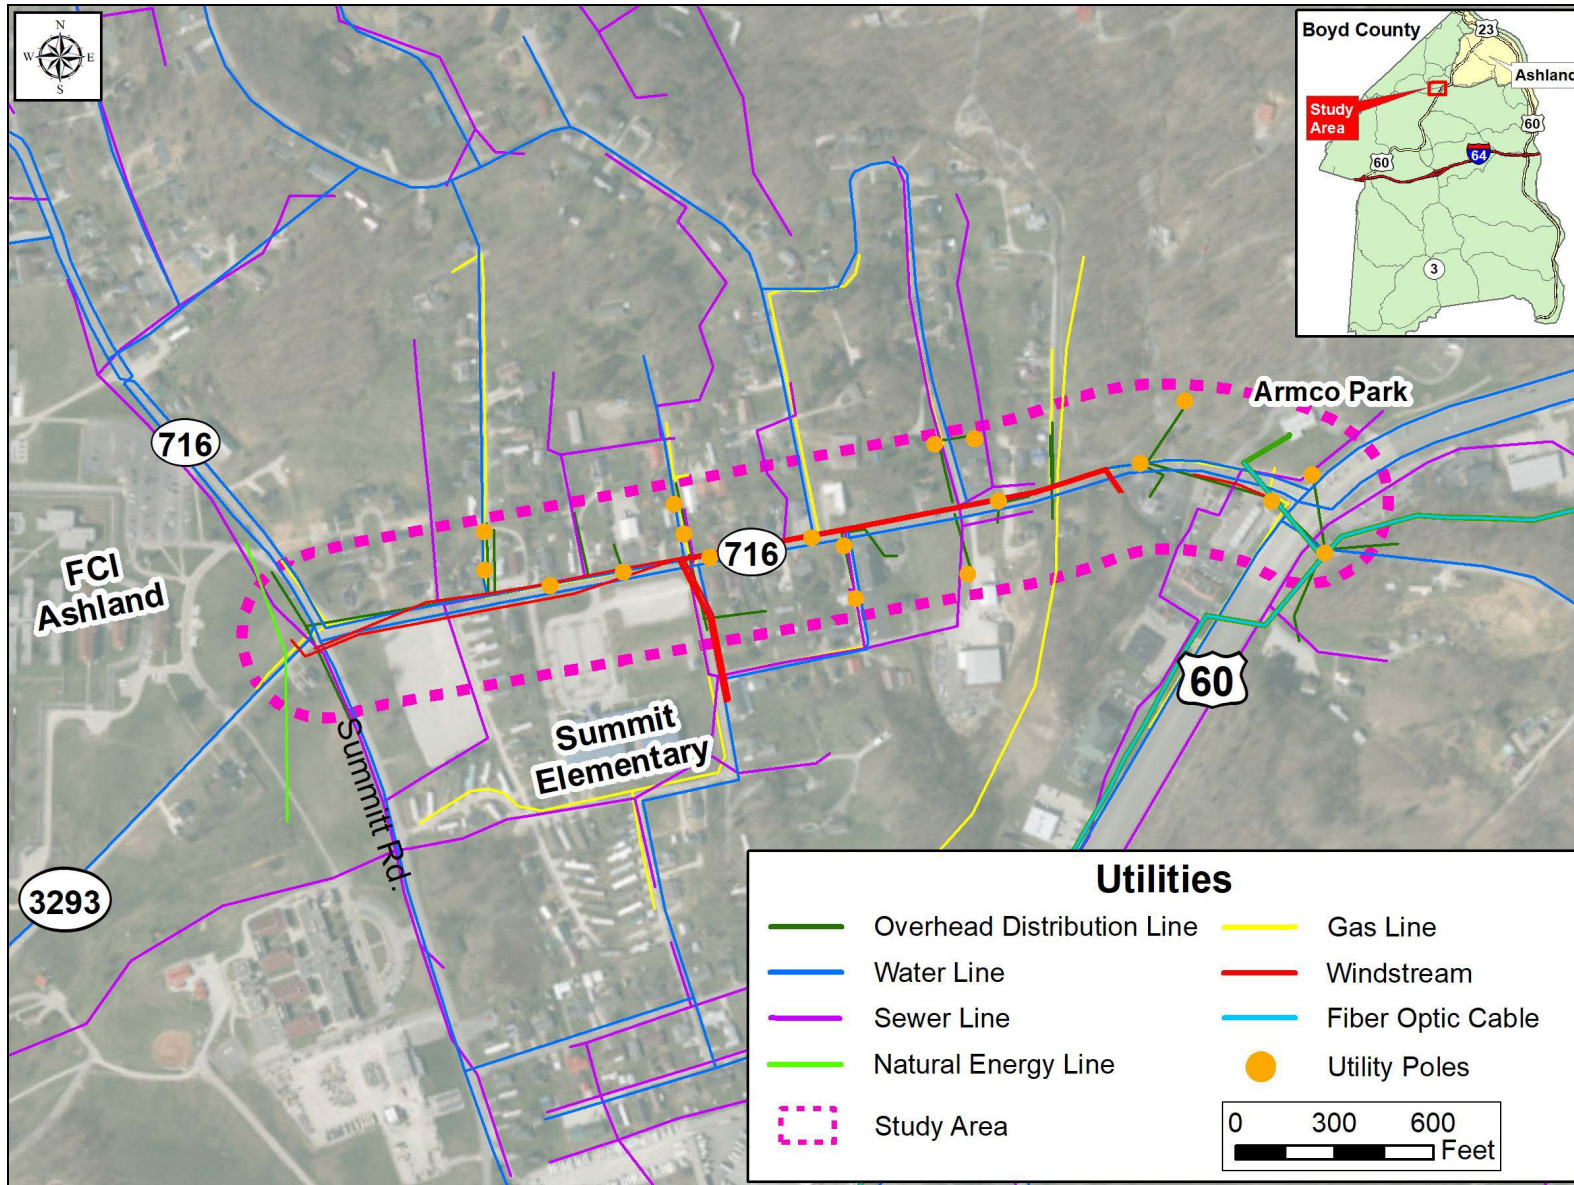 N
W
E
S
Boyd County
23
Ashland
Study
Area
60
60
64
3
Armco Park
716
716
FCI
Ashland
60
Summit
Elementary
Summitt Rd.
3293
Utilities
Overhead Distribution Line
Gas Line
Water Line
Windstream
Sewer Line
Fiber Optic Cable
Natural Energy Line
Utility Poles
Study Area
0 300 600
Feet